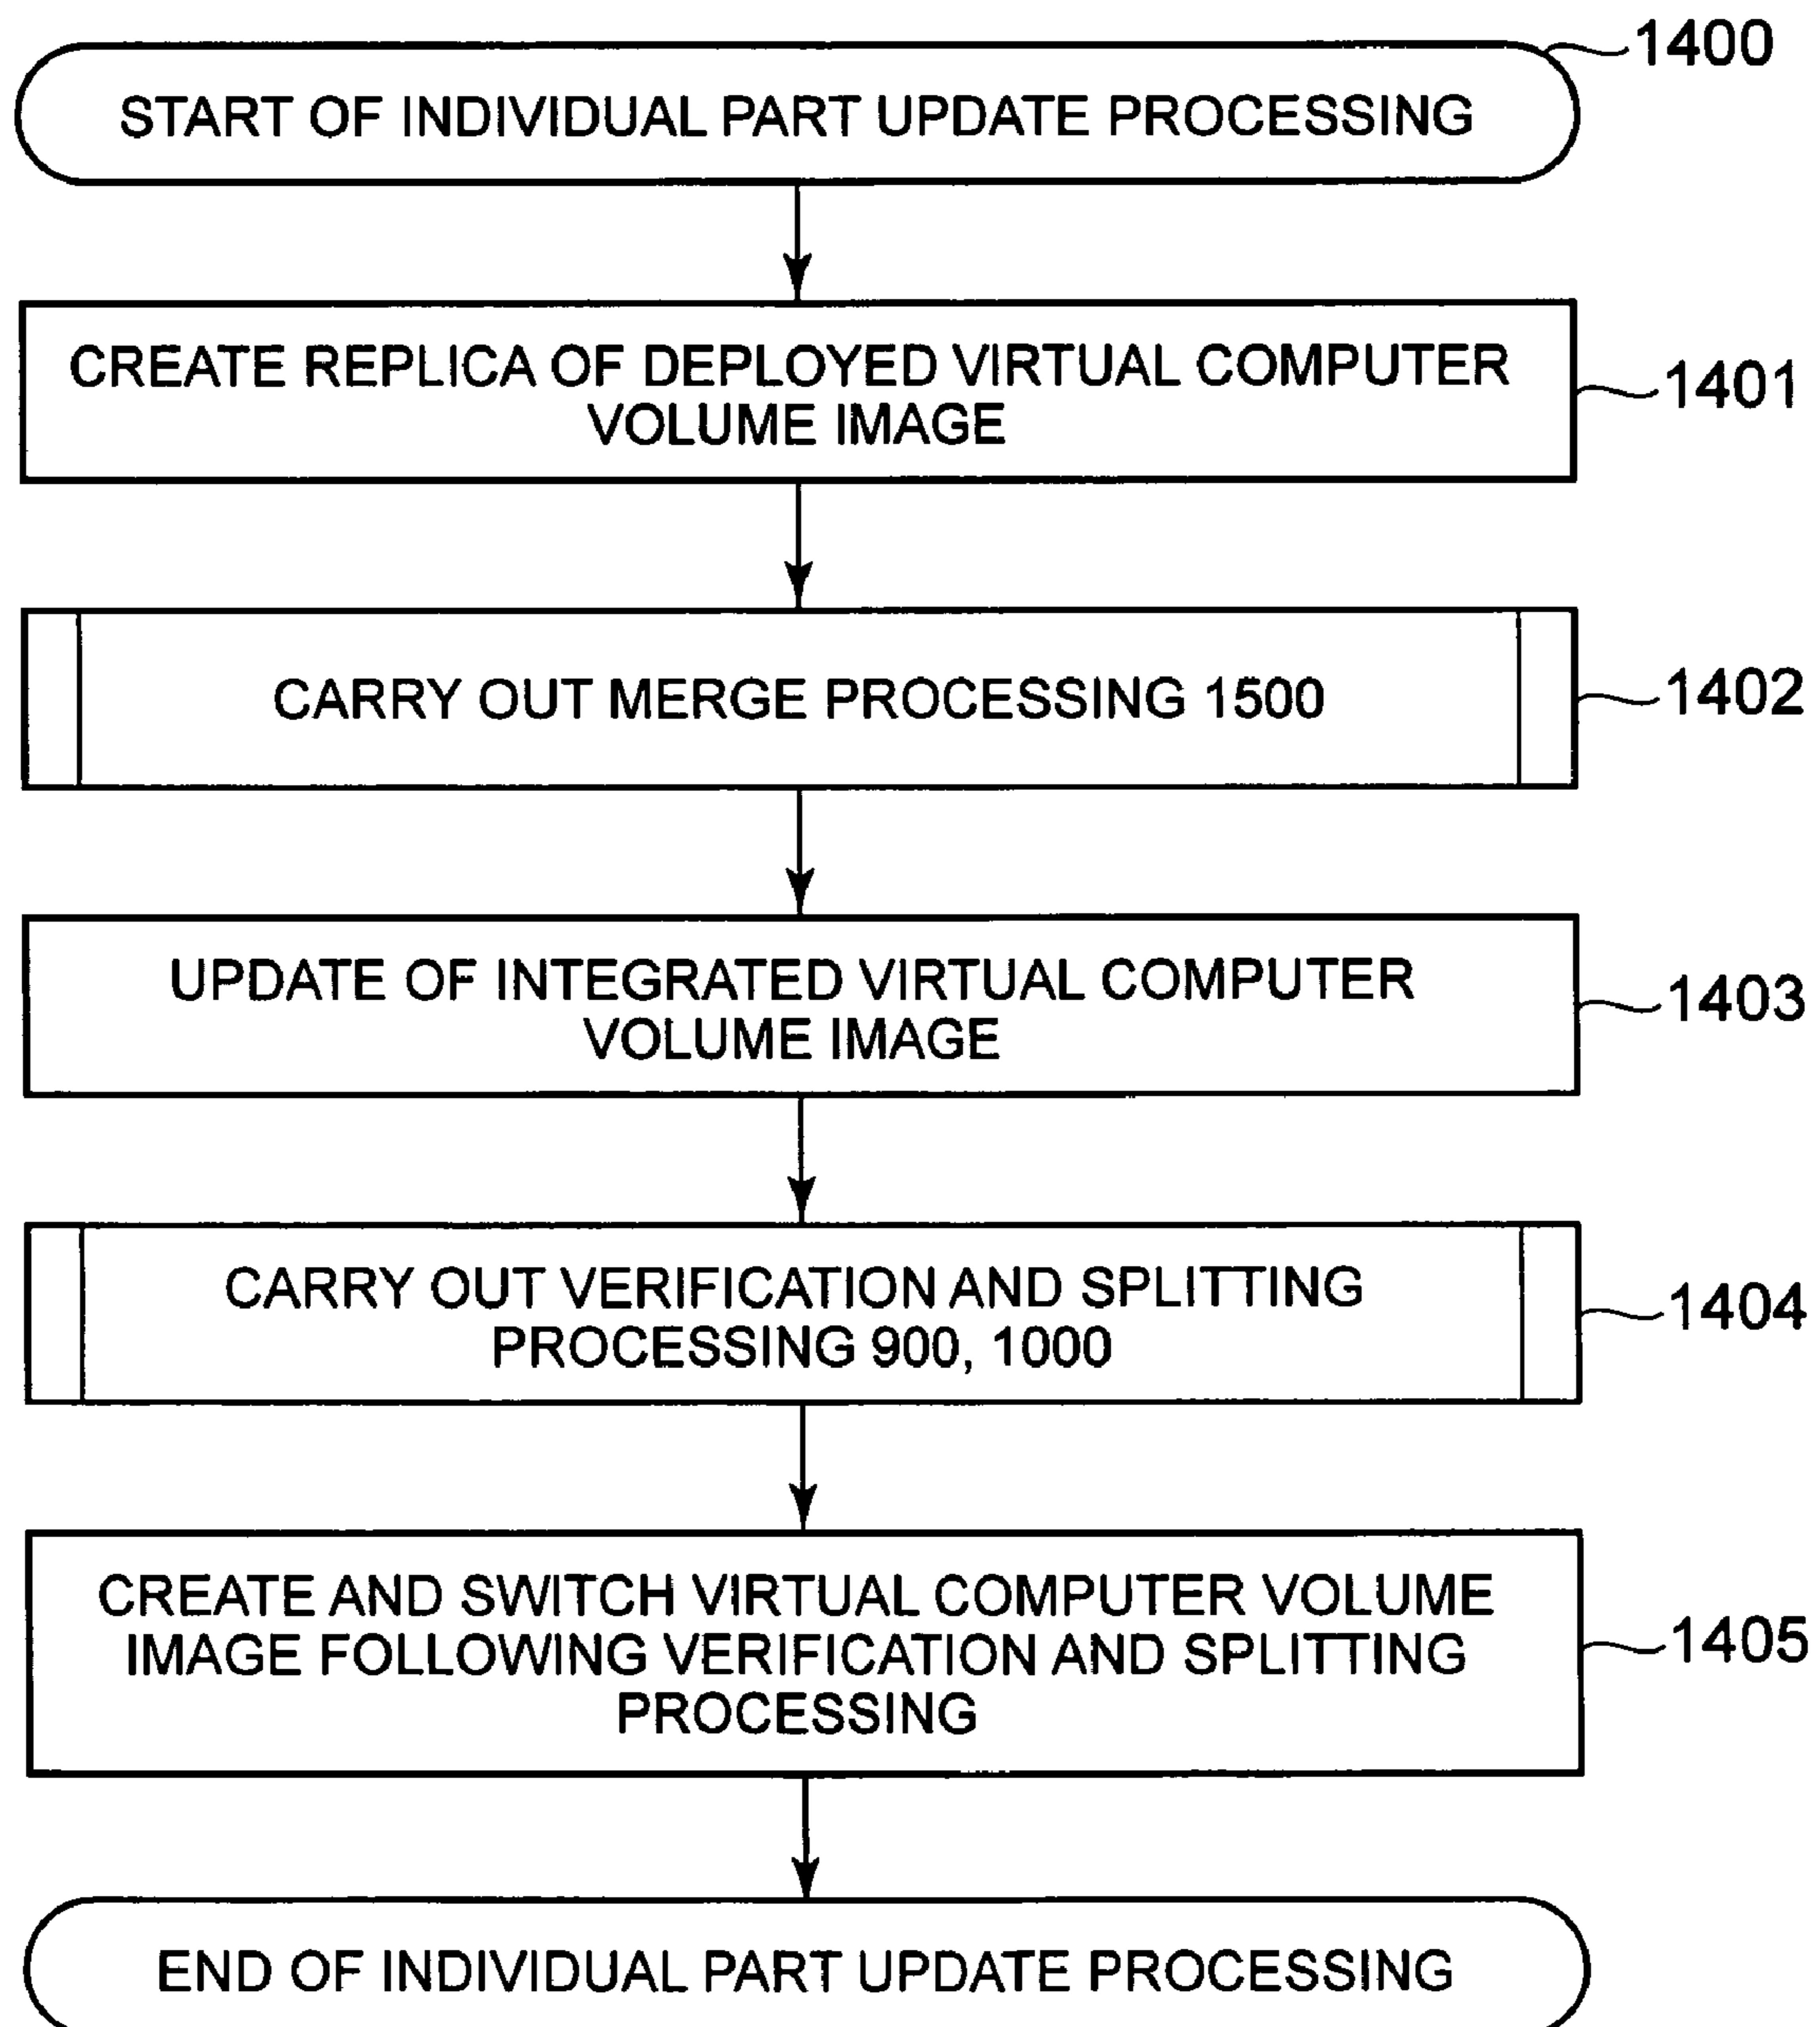 1400
START OF INDIVIDUAL PART UPDATE PROCESSING
CREATE REPLICA OF DEPLOYED VIRTUAL COMPUTER
VOLUME IMAGE
1401
CARRY OUT MERGE PROCESSING 1500
1402
UPDATE OF INTEGRATED VIRTUAL COMPUTER
VOLUME IMAGE
1403
CARRY OUT VERIFICATION AND SPLITTING
PROCESSING 900, 1000
1404
CREATE AND SWITCH VIRTUAL COMPUTER VOLUME
IMAGE FOLLOWING VERIFICATION AND SPLITTING
PROCESSING
1405
END OF INDIVIDUAL PART UPDATE PROCESSING